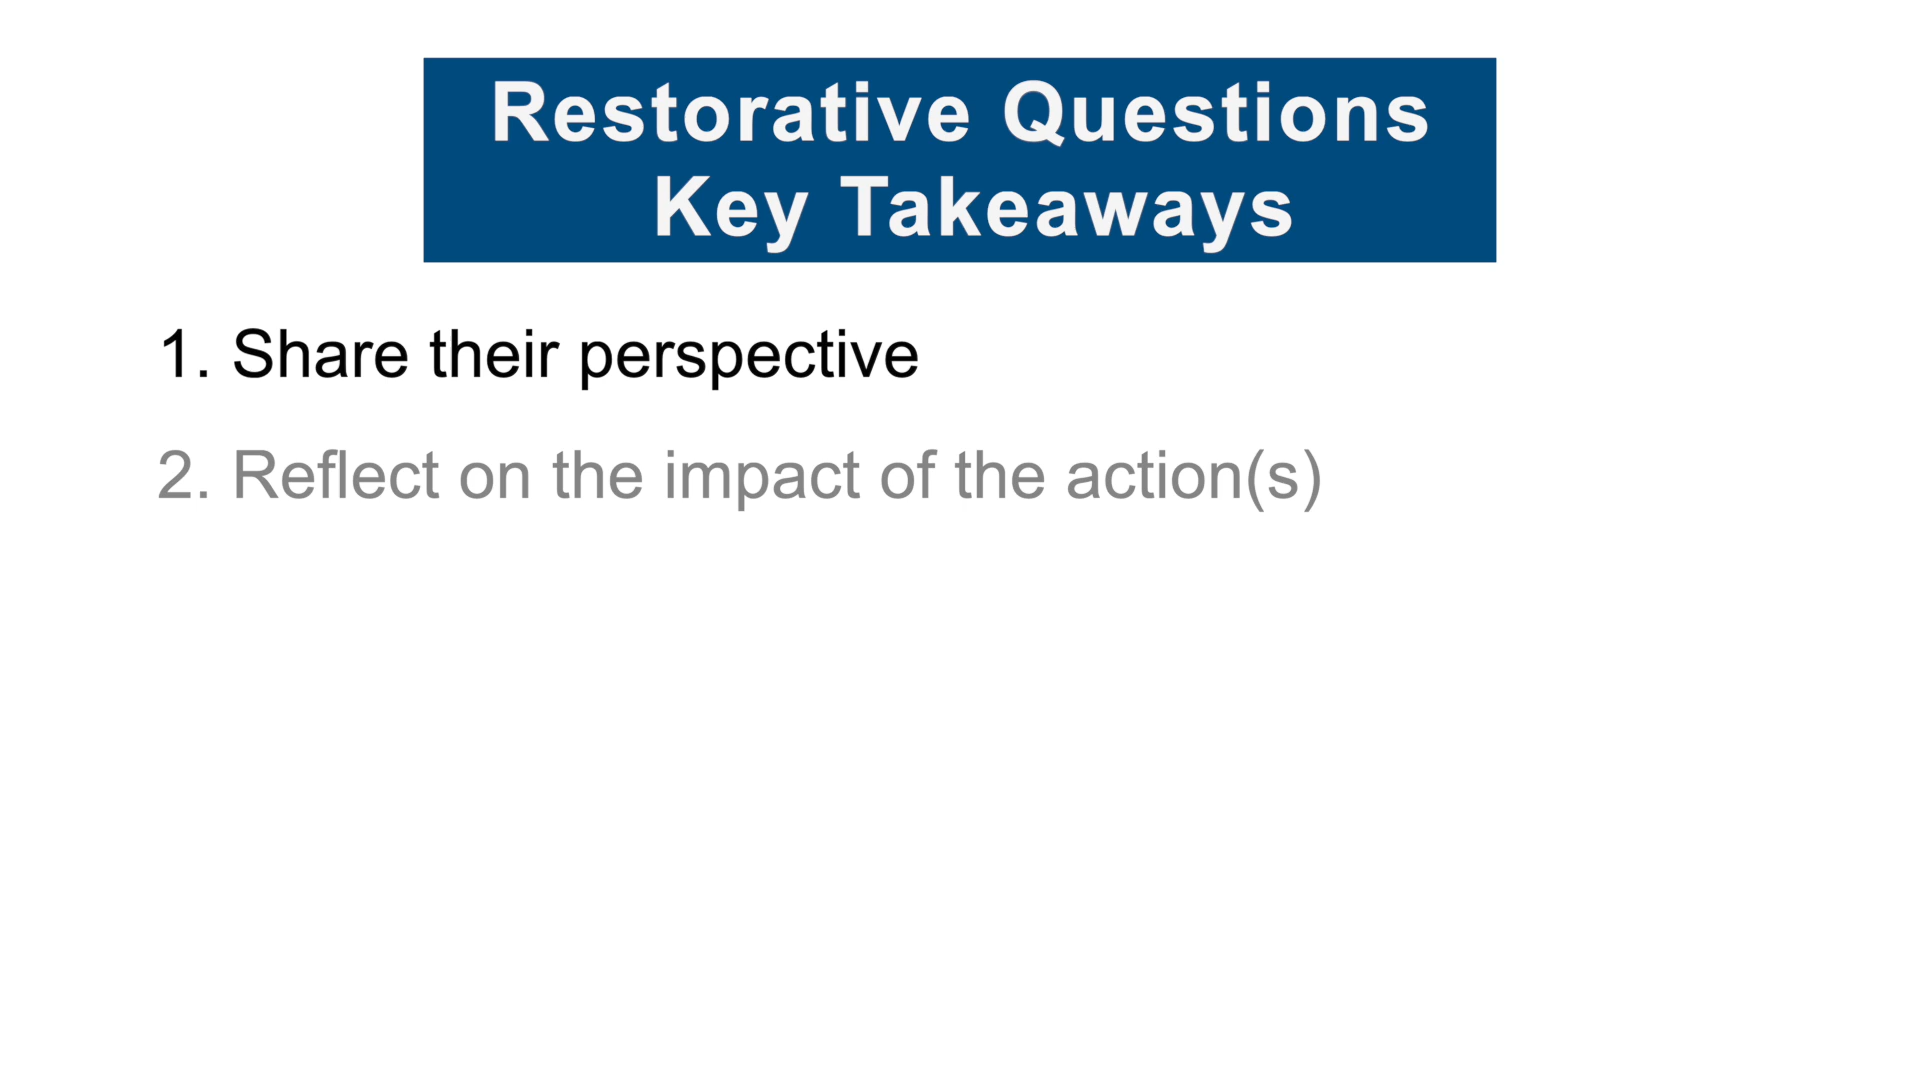 Restorative Questions
Key Takeaways
1. Share their perspective
2. Reflect on the impact of the action(s)